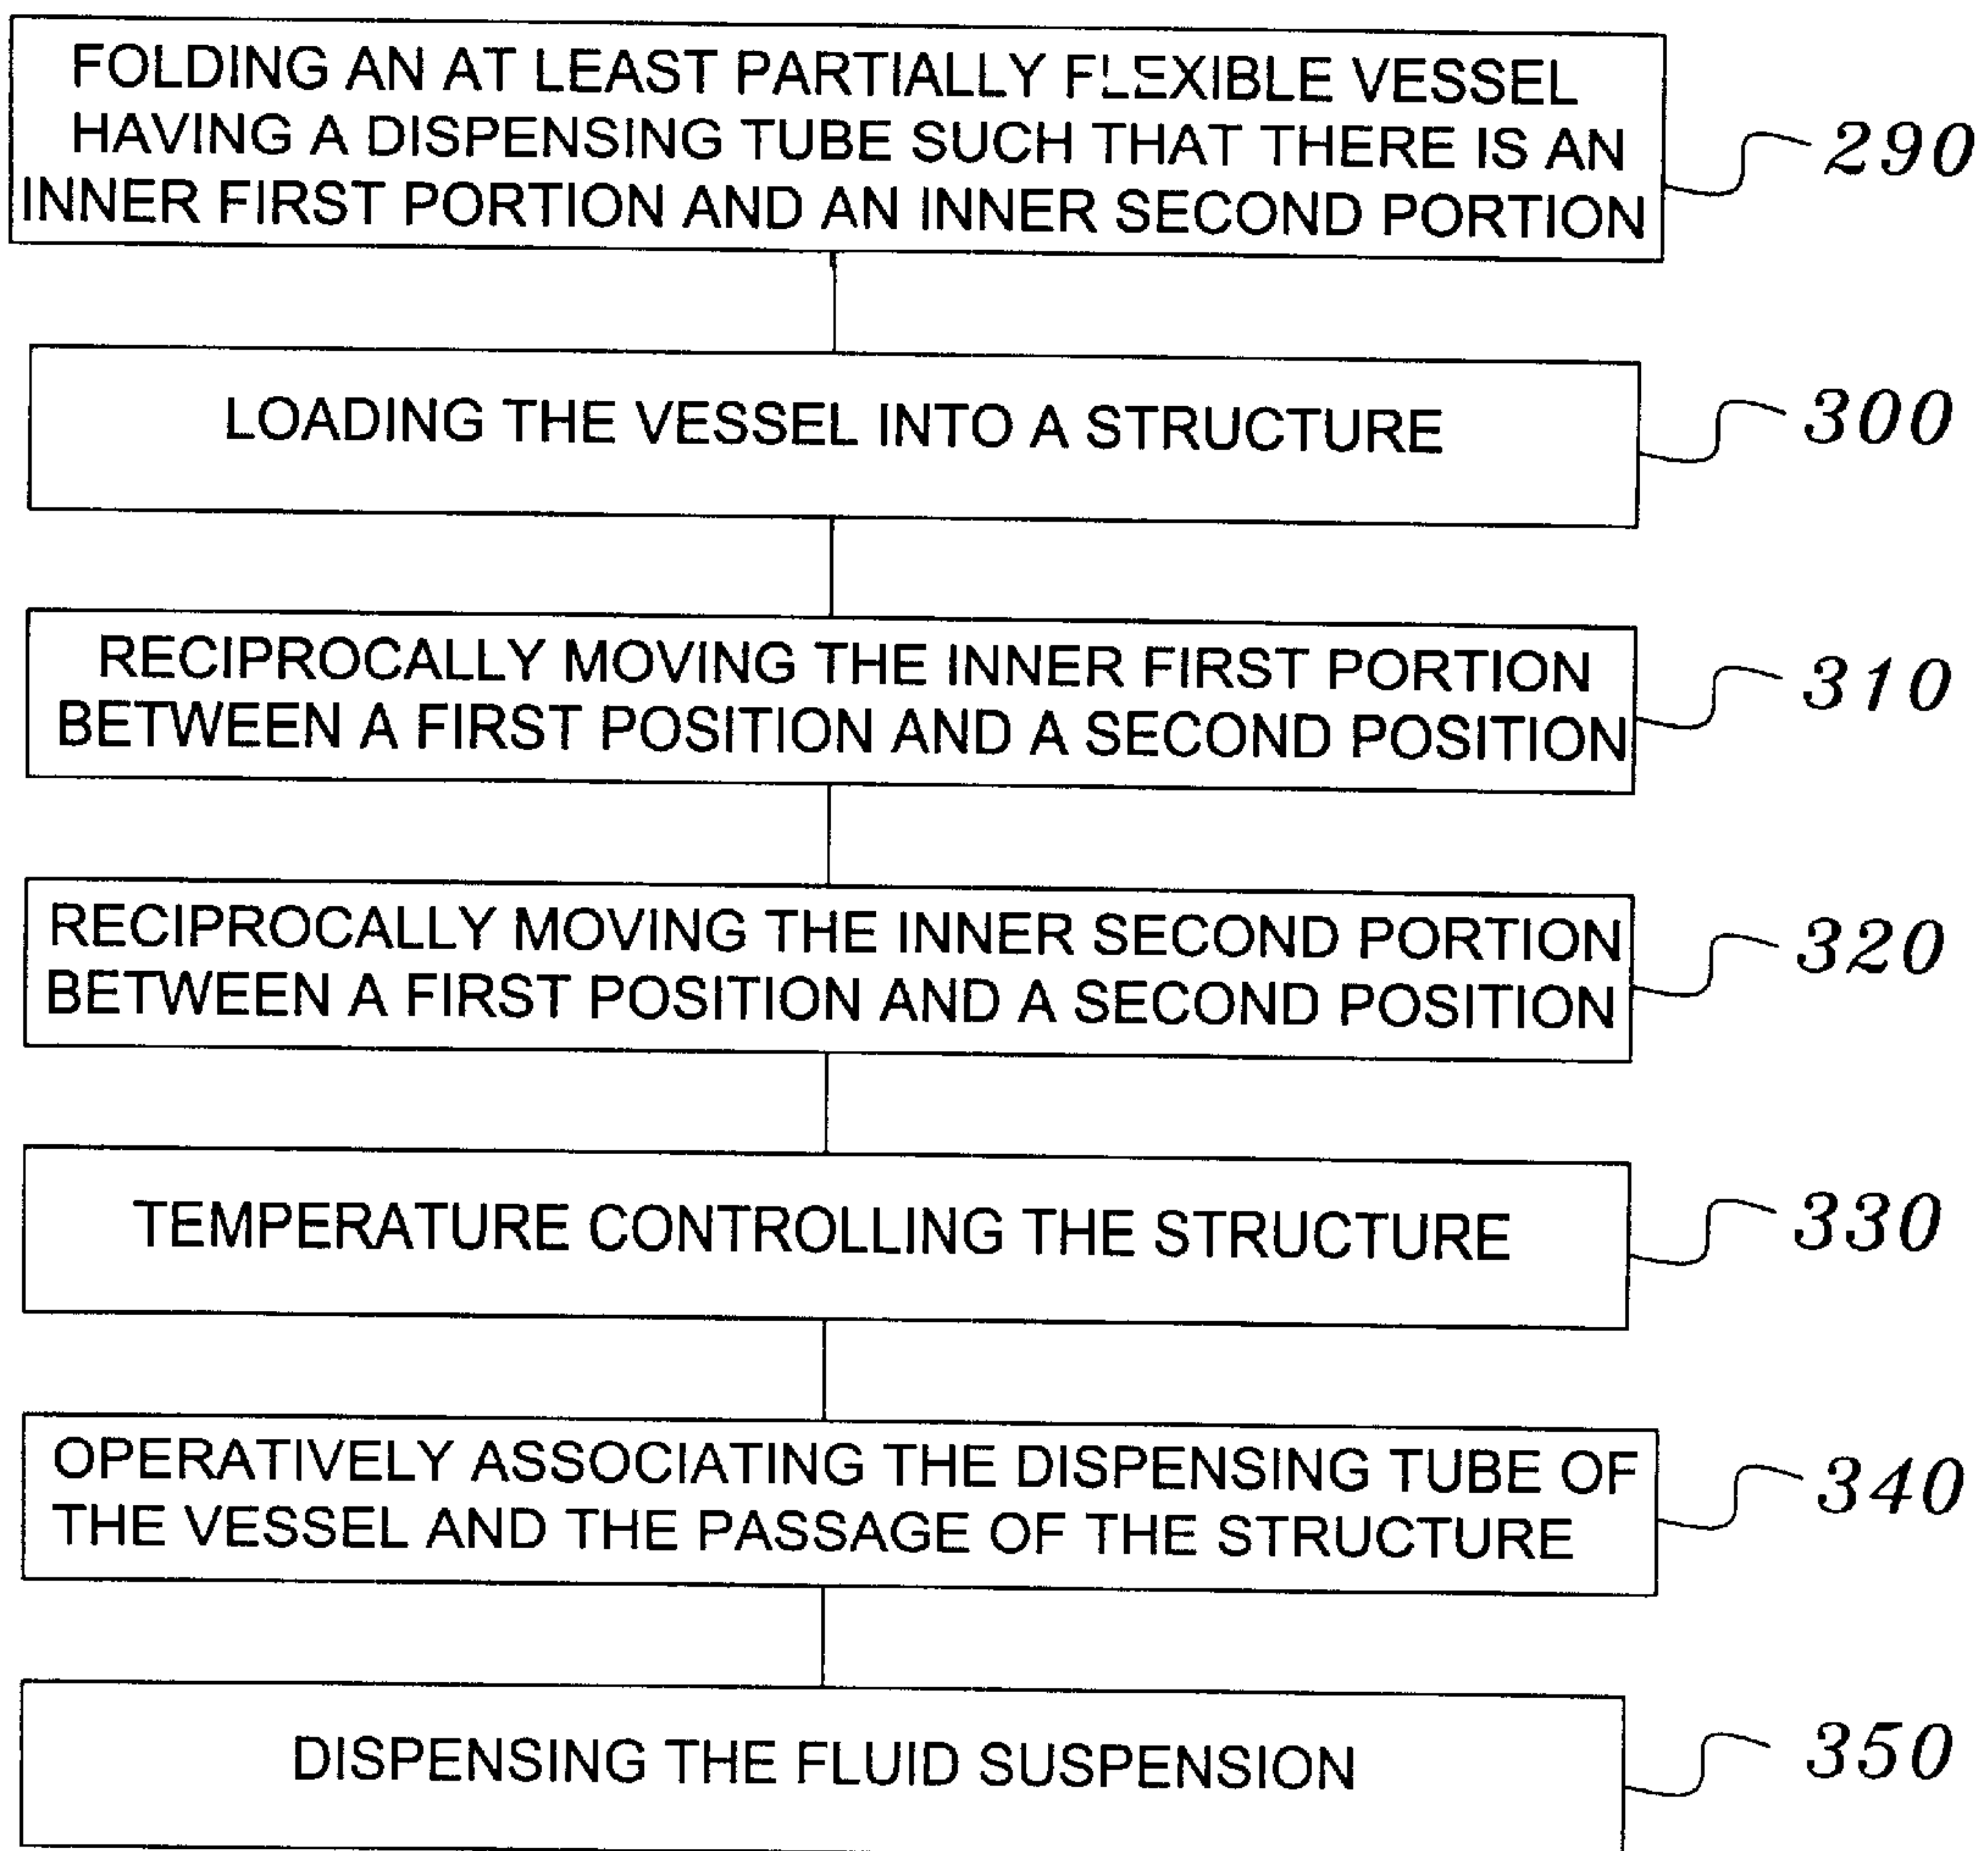 FOLDING AN AT LEAST PARTIALLY FLEXIBLE VESSEL
HAVING A DISPENSING TUBE SUCH THAT THERE IS AN
INNER FIRST PORTION AND AN INNER SECOND PORTION
290
LOADING THE VESSEL INTO A STRUCTURE
300
RECIPROCALLY MOVING THE INNER FIRST PORTION
BETWEEN A FIRST POSITION AND A SECOND POSITION
310
RECIPROCALLY MOVING THE INNER SECOND PORTION
BETWEEN A FIRST POSITION AND A SECOND POSITION
320
TEMPERATURE CONTROLLING THE STRUCTURE
330
OPERATIVELY ASSOCIATING THE DISPENSING TUBE OF
THE VESSEL AND THE PASSAGE OF THE STRUCTURE
340
DISPENSING THE FLUID SUSPENSION
350